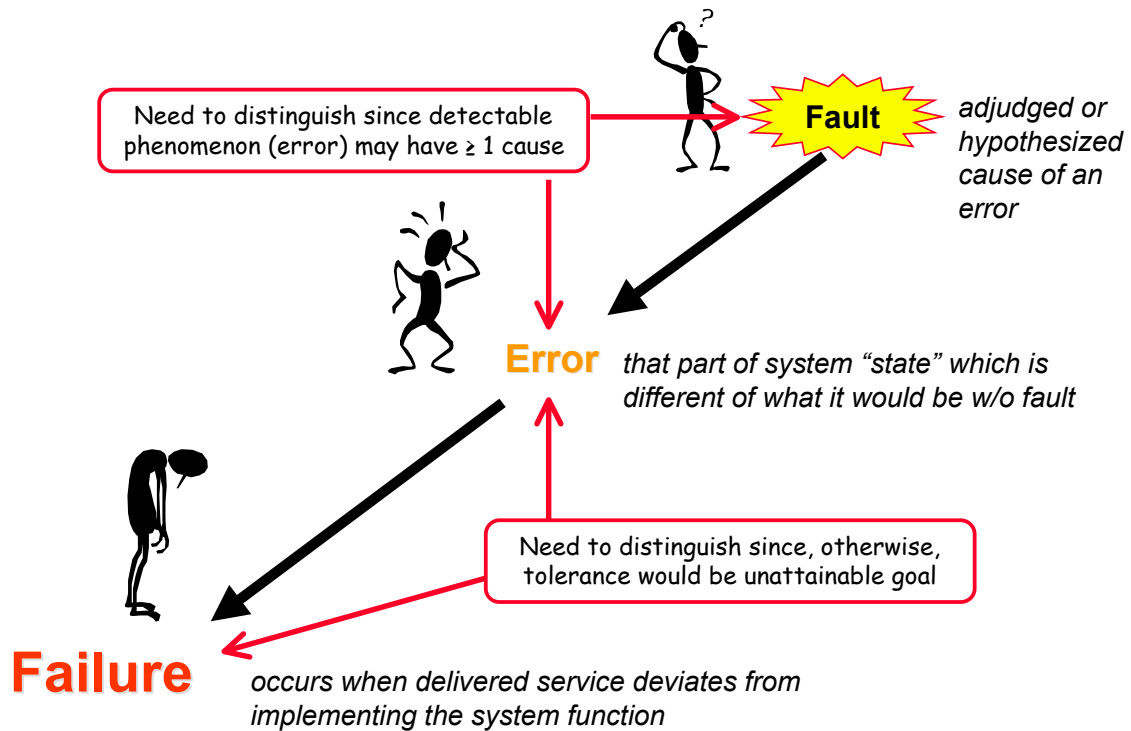 ?
Need to distinguish since detectable
phenomenon (error) may have ≥ 1 cause
Fault
adjudged or
hypothesized
cause of an
error
Error
that part of system “state” which is
different of what it would be w/o fault
Need to distinguish since, otherwise,
tolerance would be unattainable goal
Failure
occurs when delivered service deviates from
implementing the system function